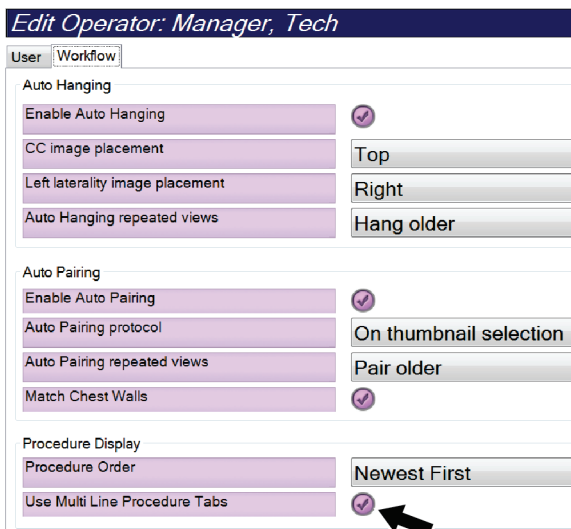 Edit Operator: Manager, Tech
User Workflow
Auto Hanging
Enable Auto Hanging
CC image placement Top
Left laterality image placement Right
Auto Hanging repeated views Hang older
Auto Pairing
Enable Auto Pairing
Auto Pairing protocol On thumbnail selection
Auto Pairing repeated views Pair older
Match Chest Walls
Procedure Display
Procedure Order Newest First
Use Multi Line Procedure Tabs